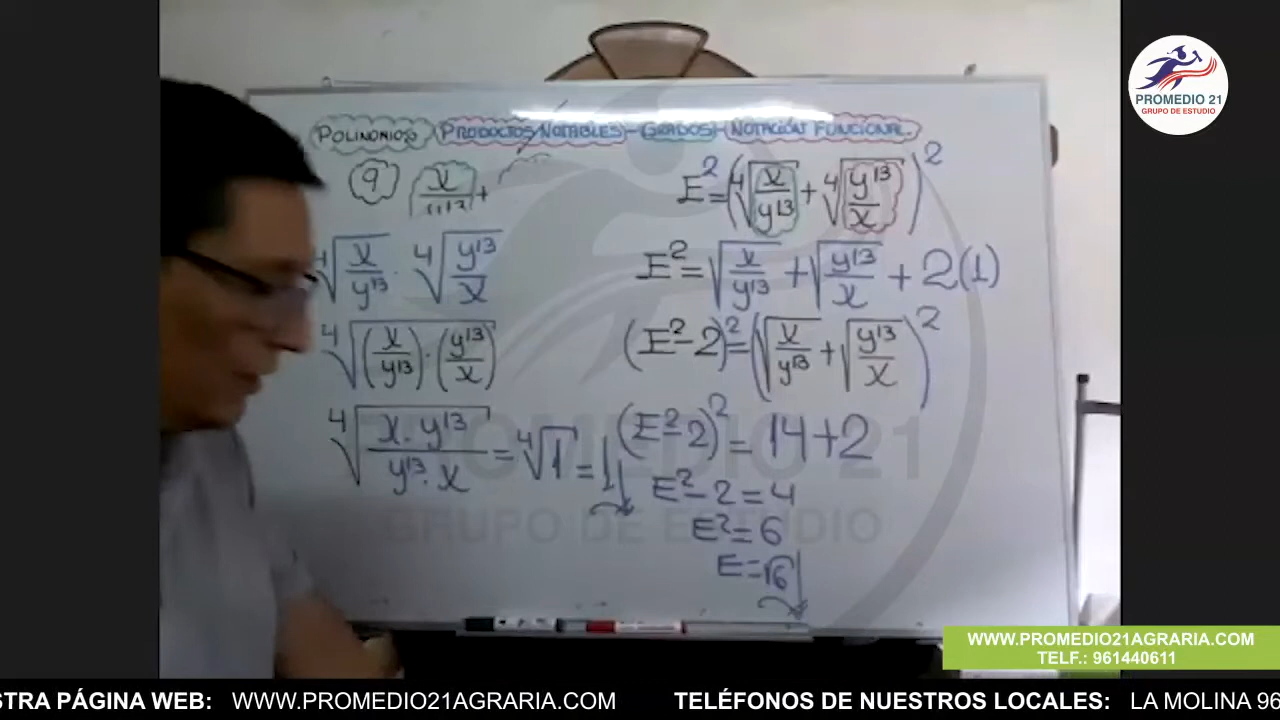 PROMEDIO 21
GRUPO DE ESTUDIO
POLINOMIOS - PRODUCTOS NOTABLES - GRADOS - NOTACIÓN FUNCIONAL.
9 x/y¹³ +
E² = (⁴√(x/y¹³) + ⁴√(y¹³/x))²
⁴√(x/y¹³) · ⁴√(y¹³/x)
E² = √(x/y¹³) + √(y¹³/x) + 2(1)
⁴√((x/y¹³)·(y¹³/x))
(E²-2)² = (√(x/y¹³) + √(y¹³/x))²
⁴√(x·y¹³/y¹³·x) = ⁴√1 = 1
(E²-2)² = 14+2
E²-2=4
E²=6
E=√6
PROMEDIO 21
GRUPO DE ESTUDIO
WWW.PROMEDIO21AGRARIA.COM
TELF.: 961440611
STRA PÁGINA WEB: WWW.PROMEDIO21AGRARIA.COM TELÉFONOS DE NUESTROS LOCALES: LA MOLINA 96